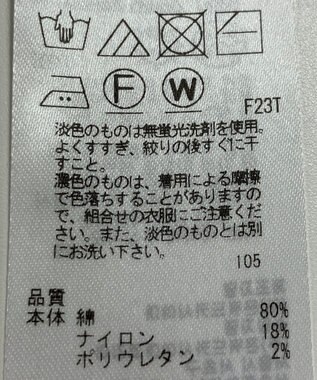 F W
F23T
淡色のものは無蛍光洗剤を使用。
よくすすぎ、絞りの後すぐに干
すこと。
濃色のものは、着用による摩擦
で色落ちすることがありますの
で、組合せの衣服にご注意くだ
さい。また、淡色のものとは別
にお洗い下さい。
105
品質
本体 綿 80%
ナイロン 18%
ポリウレタン 2%